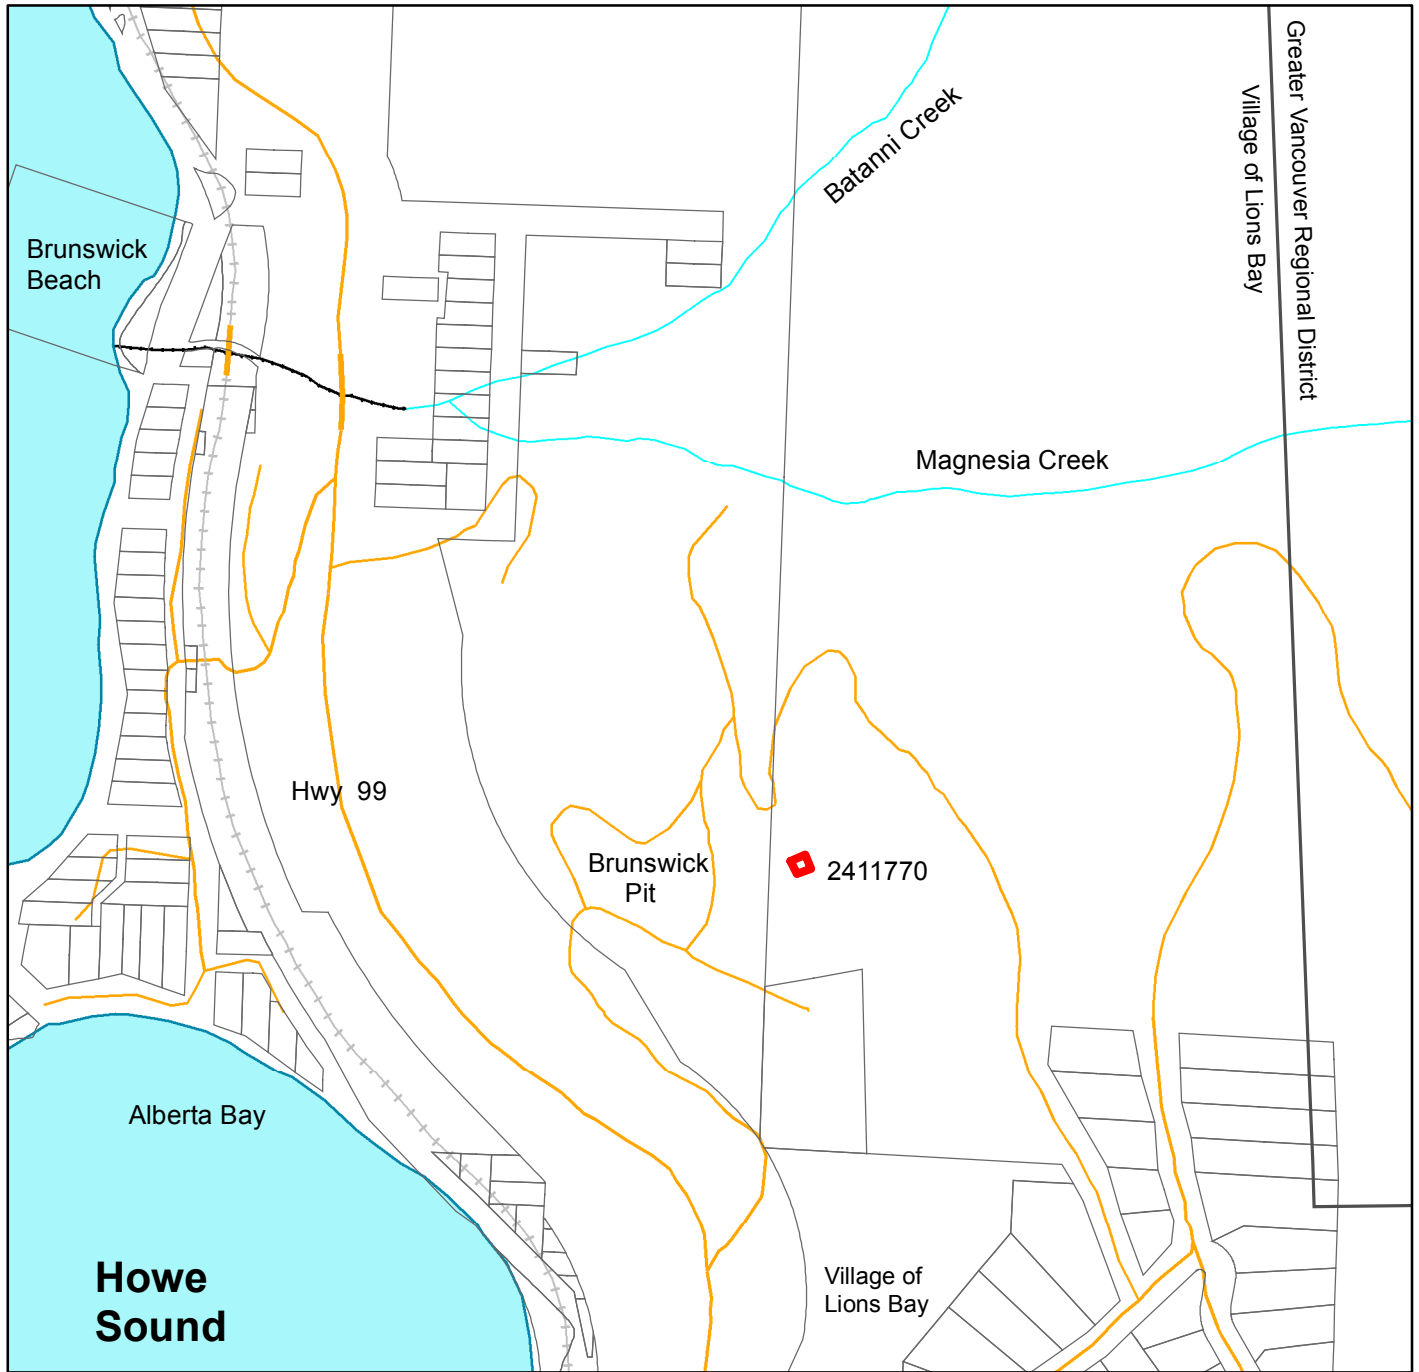 Greater Vancouver Regional District
Village of Lions Bay
Batanni Creek
Brunswick
Beach
Magnesia Creek
Hwy 99
Brunswick
Pit
2411770
Alberta Bay
Howe
Sound
Village of
Lions Bay